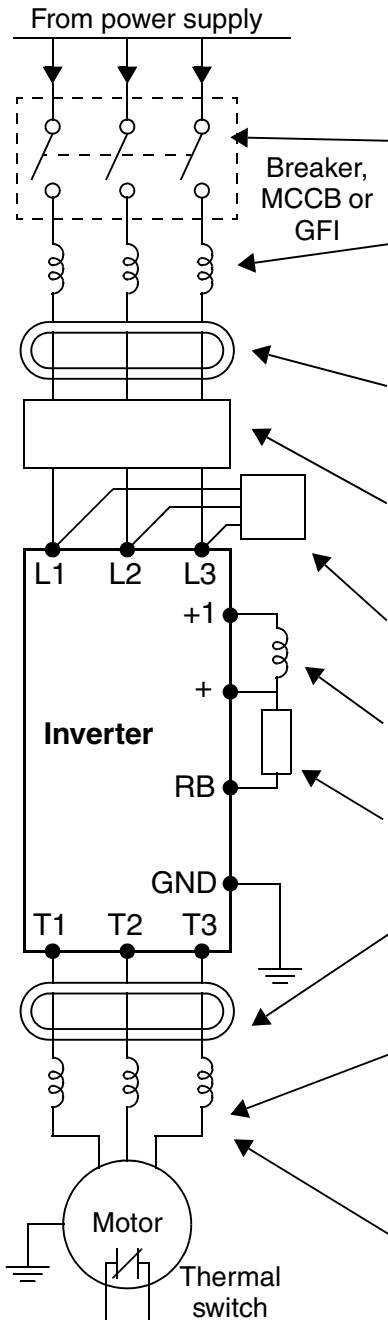 From power supply
Breaker,
MCCB or
GFI
L1 L2 L3
+1
+
Inverter
RB
GND
T1 T2 T3
Motor
Thermal
switch